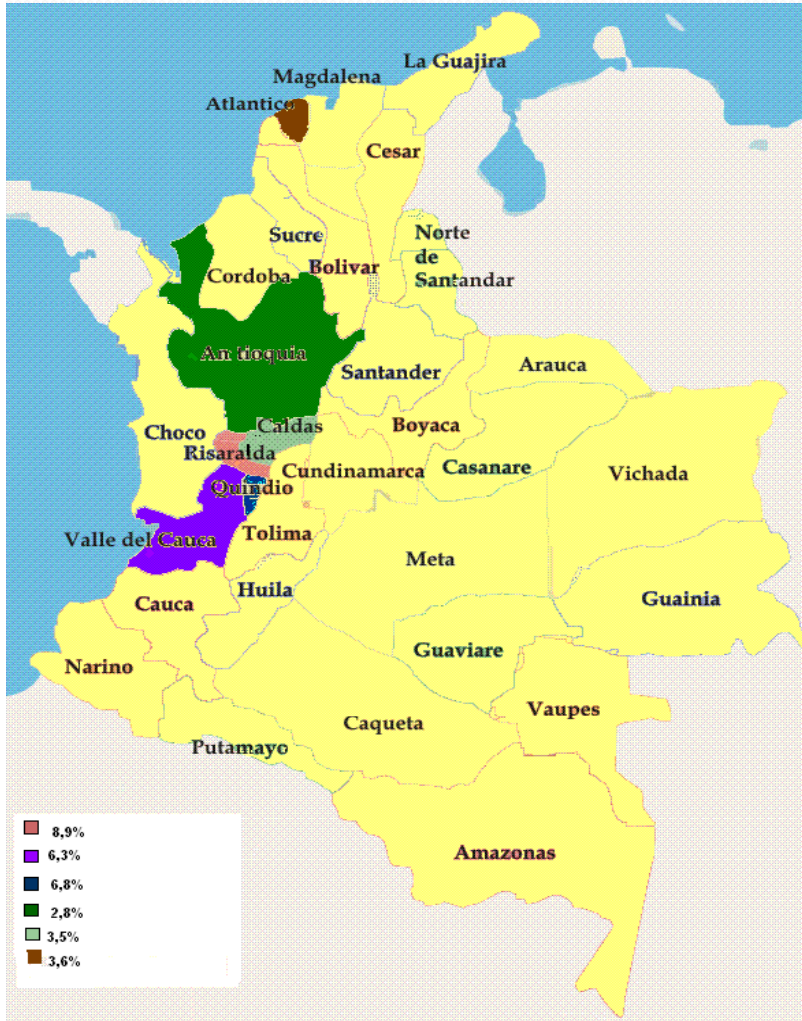 La Guajira
Magdalena
Atlantico
Cesar
Sucre
Norte
de
Santandar
Bolivar
Cordoba
An tioquia
Santander
Arauca
Choco
Caldas
Boyaca
Risaralda
Cundinamarca
Casanare
Vichada
Quindio
Valle del Cauca
Tolima
Meta
Huila
Cauca
Guainia
Narino
Guaviare
Vaupes
Caqueta
Putamayo
Amazonas
8,9%
6,3%
6,8%
2,8%
3,5%
3,6%